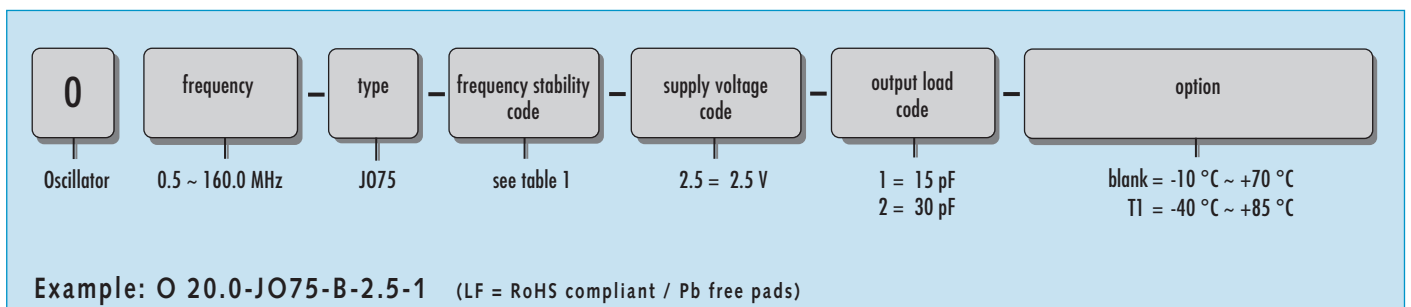 O
frequency
type
frequency stability
code
supply voltage
code
output load
code
option
Oscillator
0.5 ~ 160.0 MHz
JO75
see table 1
2.5 = 2.5 V
1 = 15 pF
2 = 30 pF
blank = -10 °C ~ +70 °C
T1 = -40 °C ~ +85 °C
Example: O 20.0-JO75-B-2.5-1 (LF = RoHS compliant / Pb free pads)